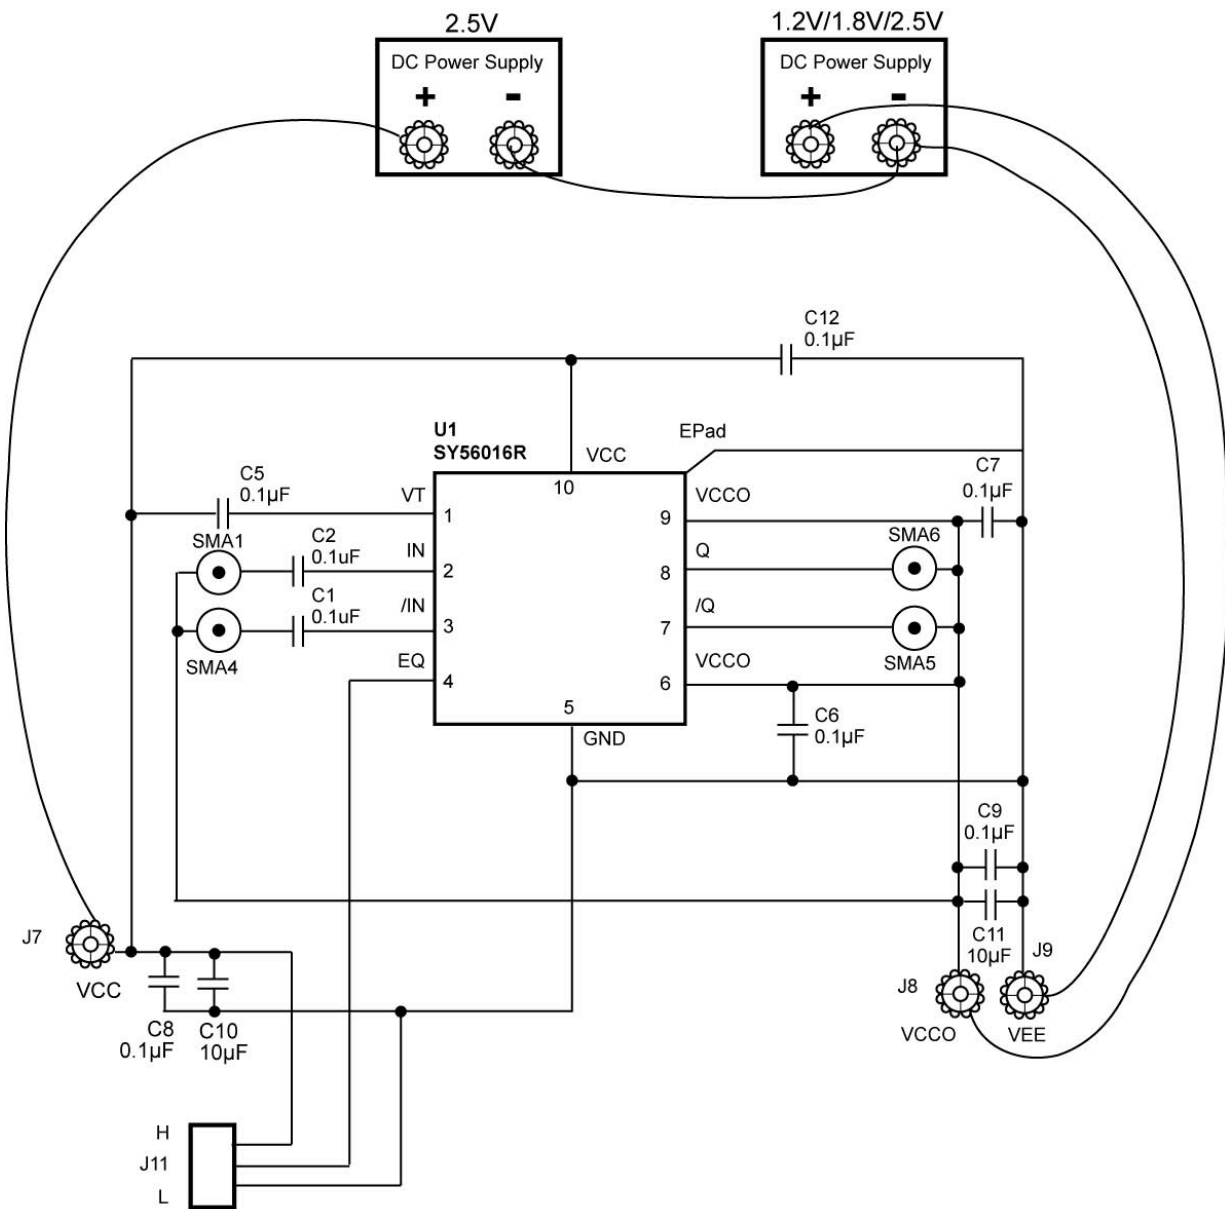 2.5V
1.2V/1.8V/2.5V
DC Power Supply
+ -
DC Power Supply
+ -
C12
0.1µF
U1
SY56016R
EPad
VCC
10
C5
0.1µF
VT
1
VCCO
9
C7
0.1µF
SMA1
C2
0.1uF
IN
2
Q
8
SMA6
C1
0.1uF
/IN
3
/Q
7
SMA4
SMA5
EQ
4
VCCO
6
5
GND
C6
0.1µF
C9
0.1µF
C11
10µF
J7
VCC
J9
J8
VCCO
VEE
C8
0.1µF
C10
10µF
H
J11
L